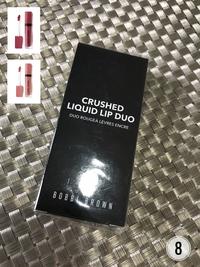 CRUSHED
LIQUID LIP DUO
DUO ROUGE À LÈVRES ENCRE
BOBBI BROWN
8